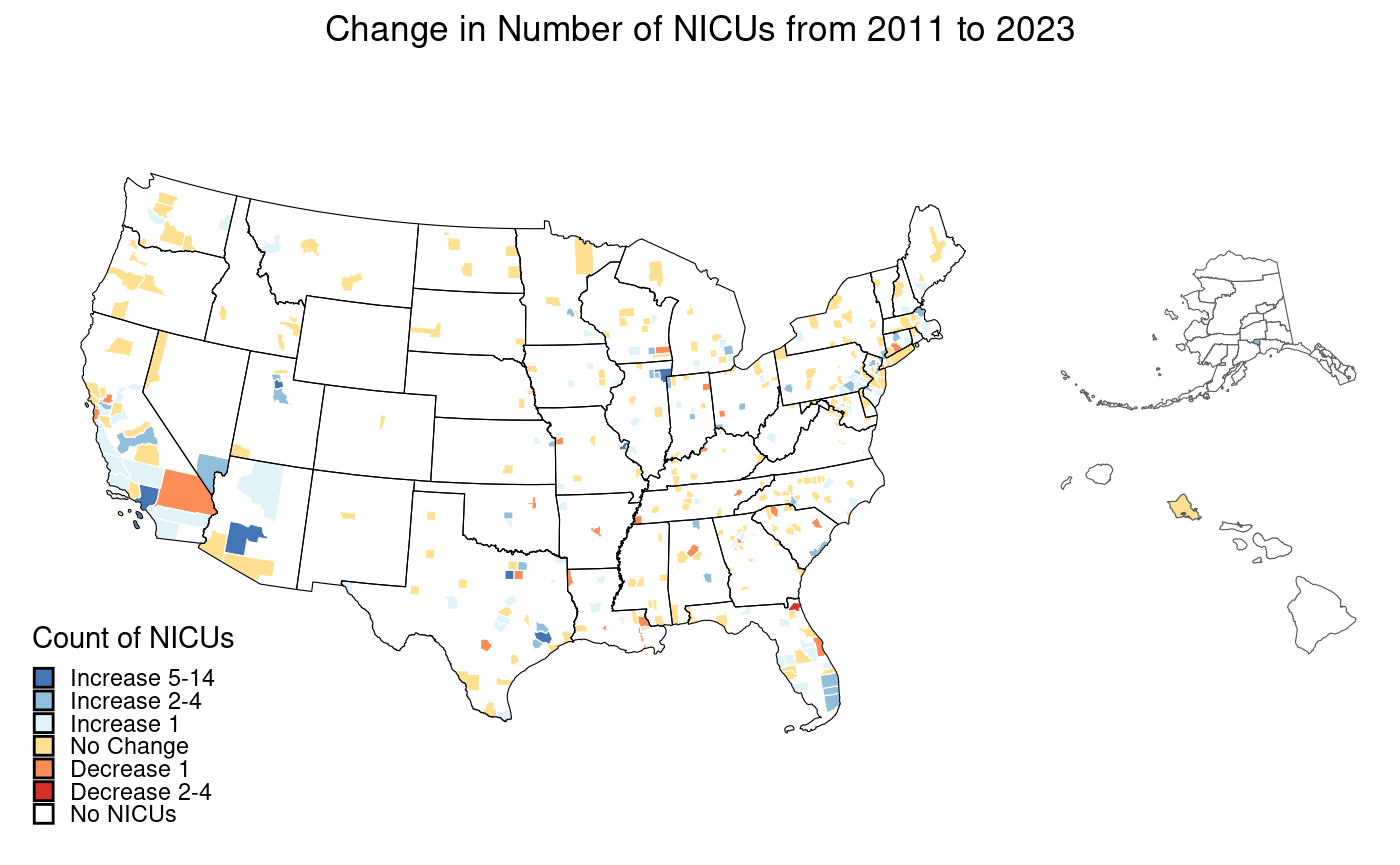 Change in Number of NICUs from 2011 to 2023
Count of NICUs
Increase 5-14
Increase 2-4
Increase 1
No Change
Decrease 1
Decrease 2-4
No NICUs